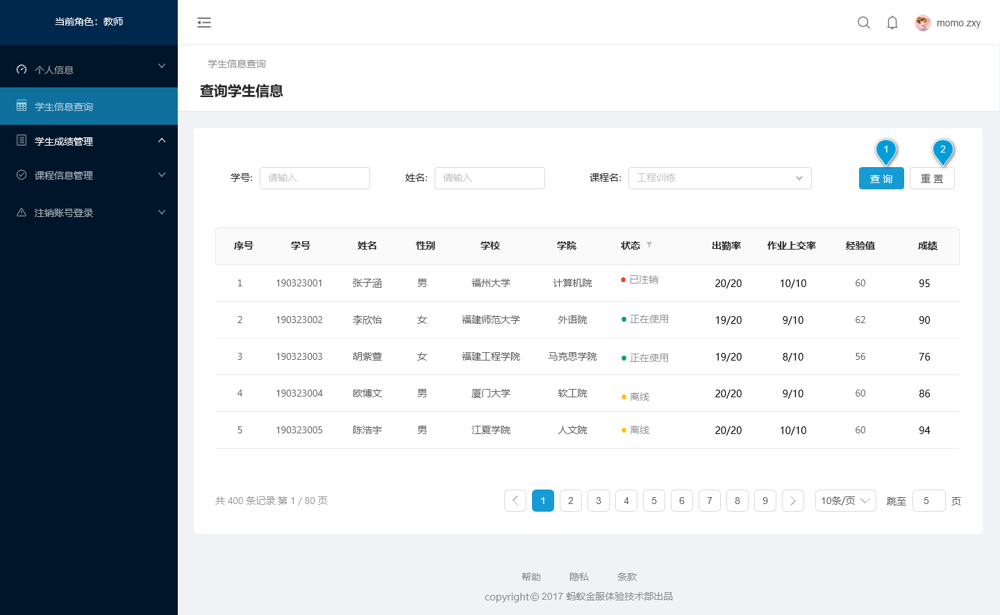 当前角色：教师
momo.zxy
个人信息
学生信息查询
学生成绩管理
课程信息管理
注销账号登录
学生信息查询
查询学生信息
1 2
学号: 请输入 姓名: 请输入 课程名: 工程训练 查 询 重 置
序号 学号 姓名 性别 学校 学院 状态 出勤率 作业上交率 经验值 成绩
1 190323001 张子涵 男 福州大学 计算机院 已注销 20/20 10/10 60 95
2 190323002 李欣怡 女 福建师范大学 外语院 正在使用 19/20 9/10 62 90
3 190323003 胡紫萱 女 福建工程学院 马克思学院 正在使用 19/20 8/10 56 76
4 190323004 欧博文 男 厦门大学 软工院 离线 20/20 9/10 60 86
5 190323005 陈浩宇 男 江夏学院 人文院 离线 20/20 10/10 60 94
共 400 条记录 第 1 / 80 页 1 2 3 4 5 6 7 8 9 10条/页 跳至 5 页
帮助 隐私 条款
copyright© 2017 蚂蚁金服体验技术部出品